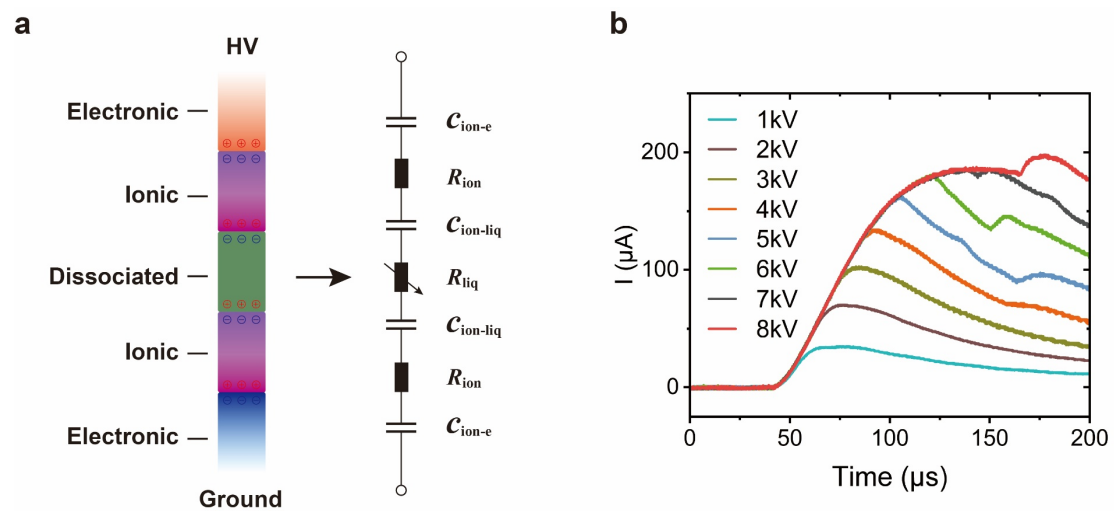 a
HV
Electronic
Ionic
Dissociated
Ionic
Electronic
Ground
Cion-e
Rion
Cion-liq
Rliq
Cion-liq
Rion
Cion-e
b
I (μA)
200
100
0
1kV
2kV
3kV
4kV
5kV
6kV
7kV
8kV
0 50 100 150 200
Time (μs)